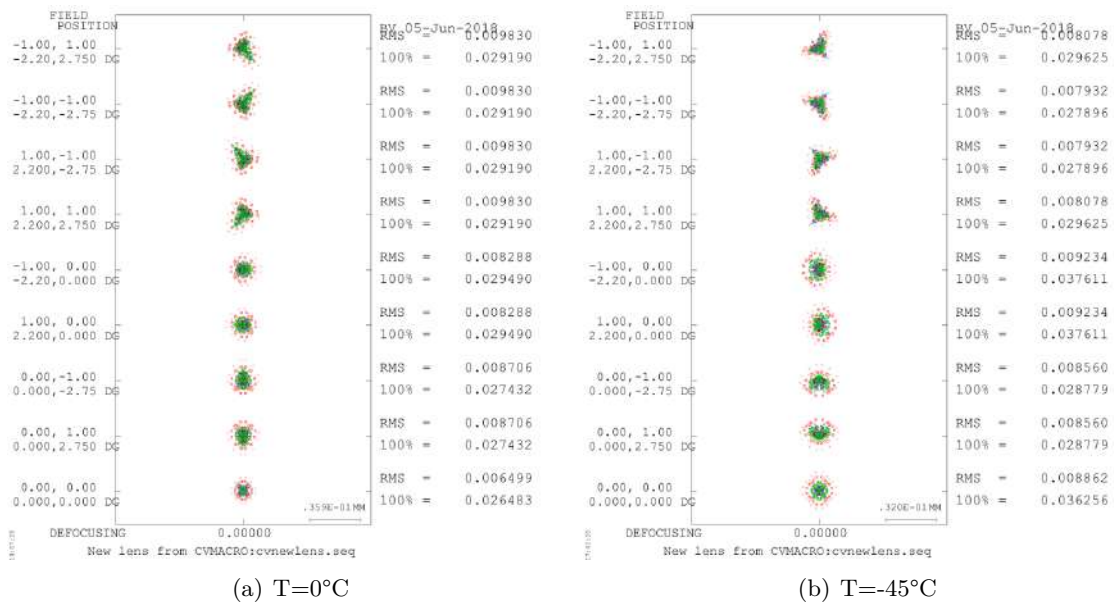 FIELD
POSITION
RV 05-Jun-2018
-1.00, 1.00
-2.20,2.750 DG
RMS = 0.009830
100% = 0.029190
-1.00,-1.00
-2.20,-2.75 DG
RMS = 0.009830
100% = 0.029190
1.00,-1.00
2.200,-2.75 DG
RMS = 0.009830
100% = 0.029190
1.00, 1.00
2.200,2.750 DG
RMS = 0.009830
100% = 0.029190
-1.00, 0.00
-2.20,0.000 DG
RMS = 0.008288
100% = 0.029490
1.00, 0.00
2.200,0.000 DG
RMS = 0.008288
100% = 0.029490
0.00,-1.00
0.000,-2.75 DG
RMS = 0.008706
100% = 0.027432
0.00, 1.00
0.000,2.750 DG
RMS = 0.008706
100% = 0.027432
0.00, 0.00
0.000,0.000 DG
RMS = 0.006499
100% = 0.026483
.359E-01MM
DEFOCUSING 0.00000
New lens from CVMACRO:cvnewlens.seq
(a) T=0°C
FIELD
POSITION
RV 05-Jun-2018
-1.00, 1.00
-2.20,2.750 DG
RMS = 0.008078
100% = 0.029625
-1.00,-1.00
-2.20,-2.75 DG
RMS = 0.007932
100% = 0.027896
1.00,-1.00
2.200,-2.75 DG
RMS = 0.007932
100% = 0.027896
1.00, 1.00
2.200,2.750 DG
RMS = 0.008078
100% = 0.029625
-1.00, 0.00
-2.20,0.000 DG
RMS = 0.009234
100% = 0.037611
1.00, 0.00
2.200,0.000 DG
RMS = 0.009234
100% = 0.037611
0.00,-1.00
0.000,-2.75 DG
RMS = 0.008560
100% = 0.028779
0.00, 1.00
0.000,2.750 DG
RMS = 0.008560
100% = 0.028779
0.00, 0.00
0.000,0.000 DG
RMS = 0.008862
100% = 0.036256
.320E-01MM
DEFOCUSING 0.00000
New lens from CVMACRO:cvnewlens.seq
(b) T=-45°C